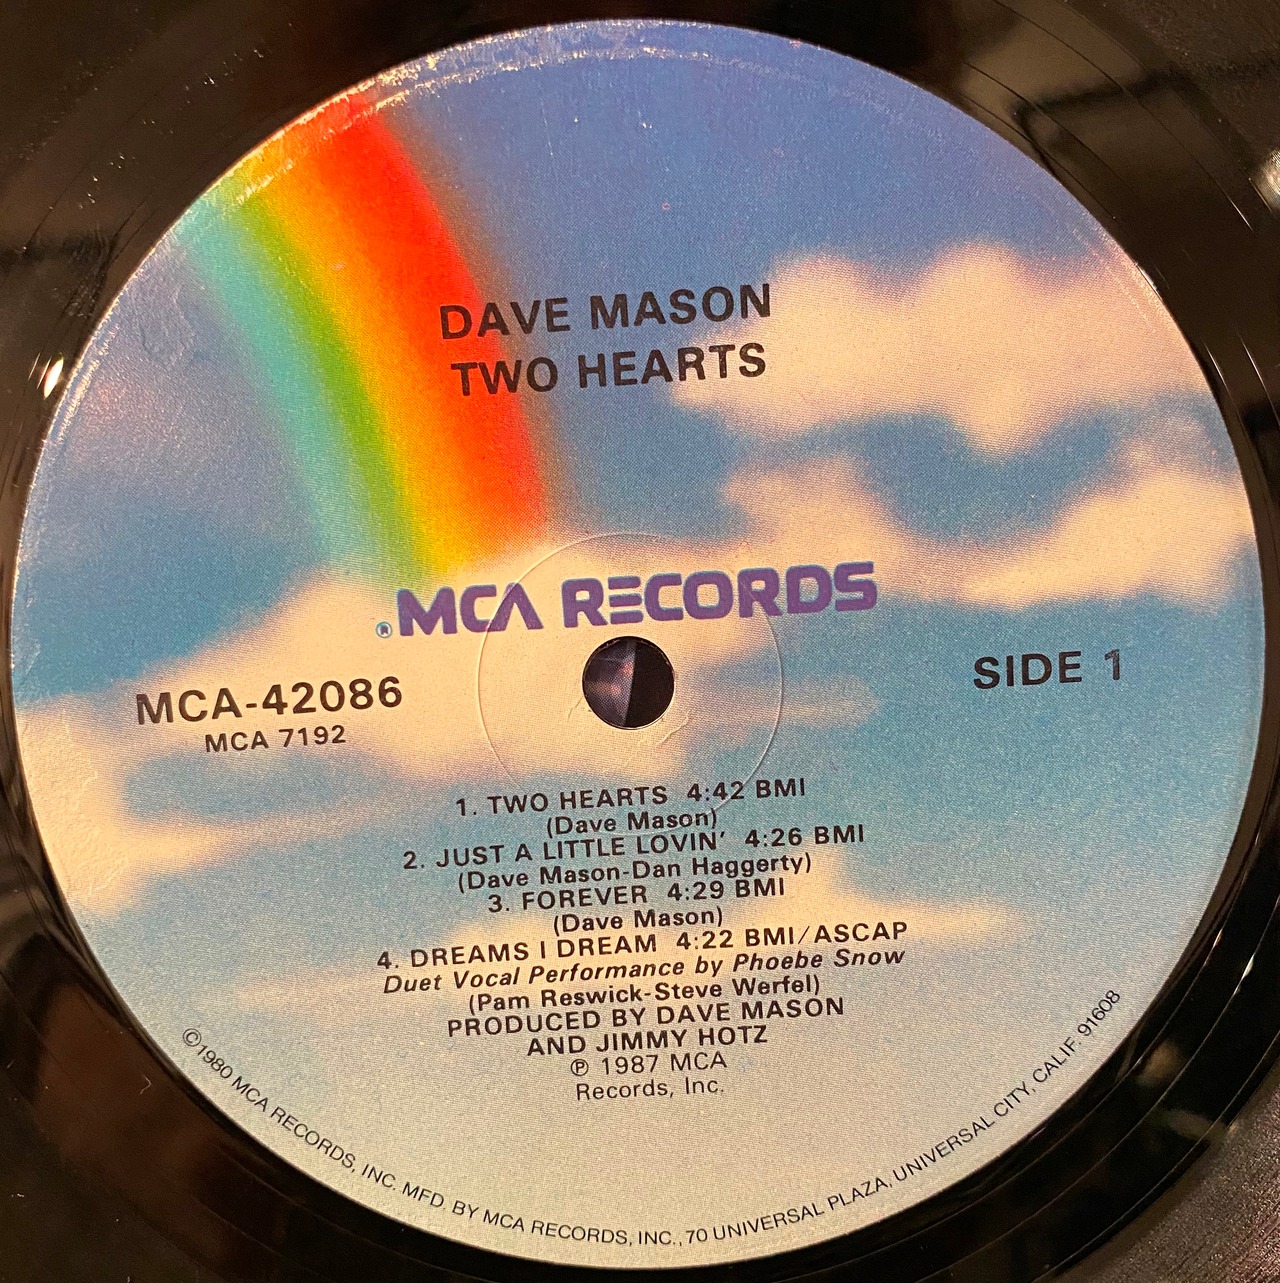 DAVE MASON
TWO HEARTS
®MCA RECORDS
MCA-42086
MCA 7192
SIDE 1
1. TWO HEARTS 4:42 BMI
(Dave Mason)
2. JUST A LITTLE LOVIN' 4:26 BMI
(Dave Mason-Dan Haggerty)
3. FOREVER 4:29 BMI
(Dave Mason)
4. DREAMS I DREAM 4:22 BMI/ASCAP
Duet Vocal Performance by Phoebe Snow
(Pam Reswick-Steve Werfel)
PRODUCED BY DAVE MASON
AND JIMMY HOTZ
℗ 1987 MCA
Records, Inc.
©1980 MCA RECORDS, INC. MFD. BY MCA RECORDS, INC., 70 UNIVERSAL PLAZA, UNIVERSAL CITY, CALIF. 91608